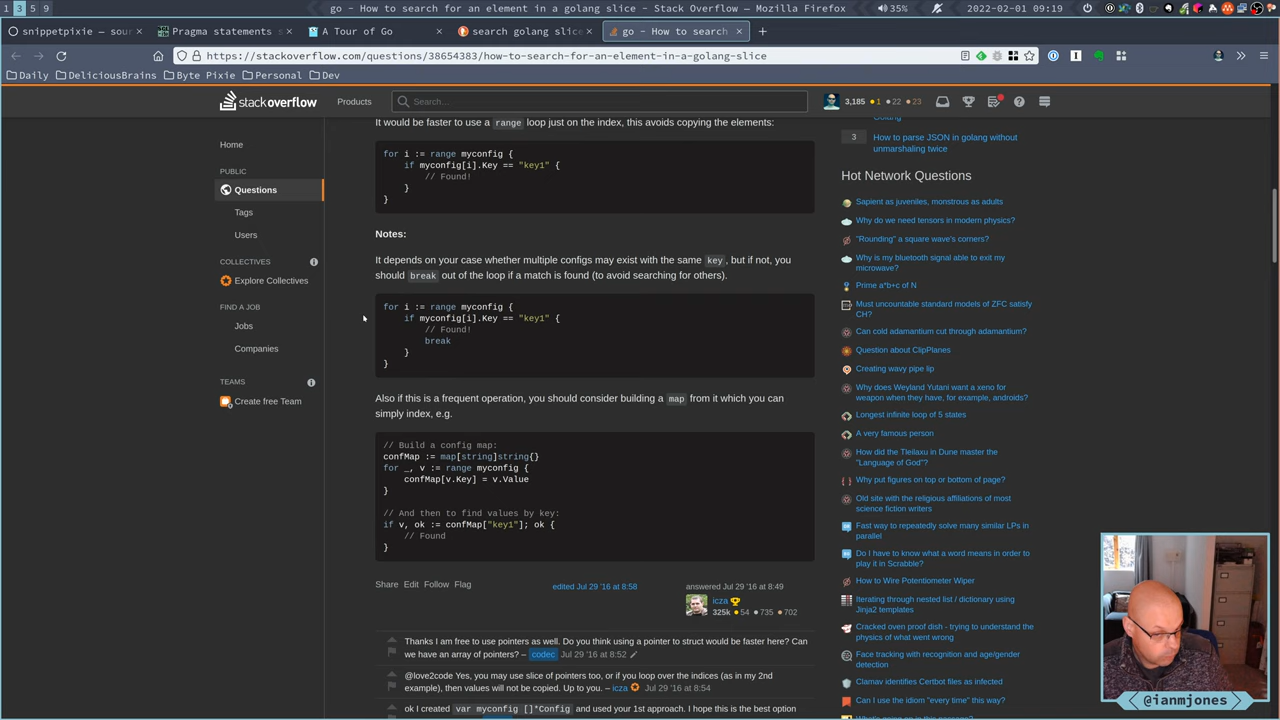 1 3 5 9
go - How to search for an element in a golang slice - Stack Overflow — Mozilla Firefox
35%
2022-02-01 09:19
snippetpixie — sour
Pragma statements s
A Tour of Go
search golang slice
go - How to search
https://stackoverflow.com/questions/38654383/how-to-search-for-an-element-in-a-golang-slice
Daily
DeliciousBrains
Byte Pixie
Personal
Dev
stackoverflow
Products
Search...
3,185 1 22 23
Home
PUBLIC
Questions
Tags
Users
COLLECTIVES
Explore Collectives
FIND A JOB
Jobs
Companies
TEAMS
Create free Team
It would be faster to use a range loop just on the index, this avoids copying the elements:
for i := range myconfig {
if myconfig[i].Key == "key1" {
// Found!
}
}
Notes:
It depends on your case whether multiple configs may exist with the same key, but if not, you
should break out of the loop if a match is found (to avoid searching for others).
for i := range myconfig {
if myconfig[i].Key == "key1" {
// Found!
break
}
}
Also if this is a frequent operation, you should consider building a map from it which you can
simply index, e.g.
// Build a config map:
confMap := map[string]string{}
for _, v := range myconfig {
confMap[v.Key] = v.Value
}
// And then to find values by key:
if v, ok := confMap["key1"]; ok {
// Found
}
Share Edit Follow Flag
edited Jul 29 '16 at 8:58
answered Jul 29 '16 at 8:49
icza
325k 54 735 702
Thanks I am free to use pointers as well. Do you think using a pointer to struct would be faster here? Can
we have an array of pointers? – codec Jul 29 '16 at 8:52
@love2code Yes, you may use slice of pointers too, or if you loop over the indices (as in my 2nd
example), then values will not be copied. Up to you. – icza Jul 29 '16 at 8:54
ok I created var myconfig []*Config and used your 1st approach. I hope this is the best option
Golang
3 How to parse JSON in golang without
unmarshaling twice
Hot Network Questions
Sapient as juveniles, monstrous as adults
Why do we need tensors in modern physics?
"Rounding" a square wave's corners?
Why is my bluetooth signal able to exit my
microwave?
Prime a^b+c of N
Must uncountable standard models of ZFC satisfy
CH?
Can cold adamantium cut through adamantium?
Question about ClipPlanes
Creating wavy pipe lip
Why does Weyland Yutani want a xeno for
weapon when they have, for example, androids?
Longest infinite loop of 5 states
A very famous person
How did the Tleilaxu in Dune master the
"Language of God"?
Why put figures on top or bottom of page?
Old site with the religious affiliations of most
science fiction writers
Fast way to repeatedly solve many similar LPs in
parallel
Do I have to know what a word means in order to
play it in Scrabble?
How to Wire Potentiometer Wiper
Iterating through nested list / dictionary using
Jinja2 templates
Cracked oven proof dish - trying to understand the
physics of what went wrong
Face tracking with recognition and age/gender
detection
Clamav identifies Certbot files as infected
Can I use the idiom "every time" this way?
</> @ianmjones </>